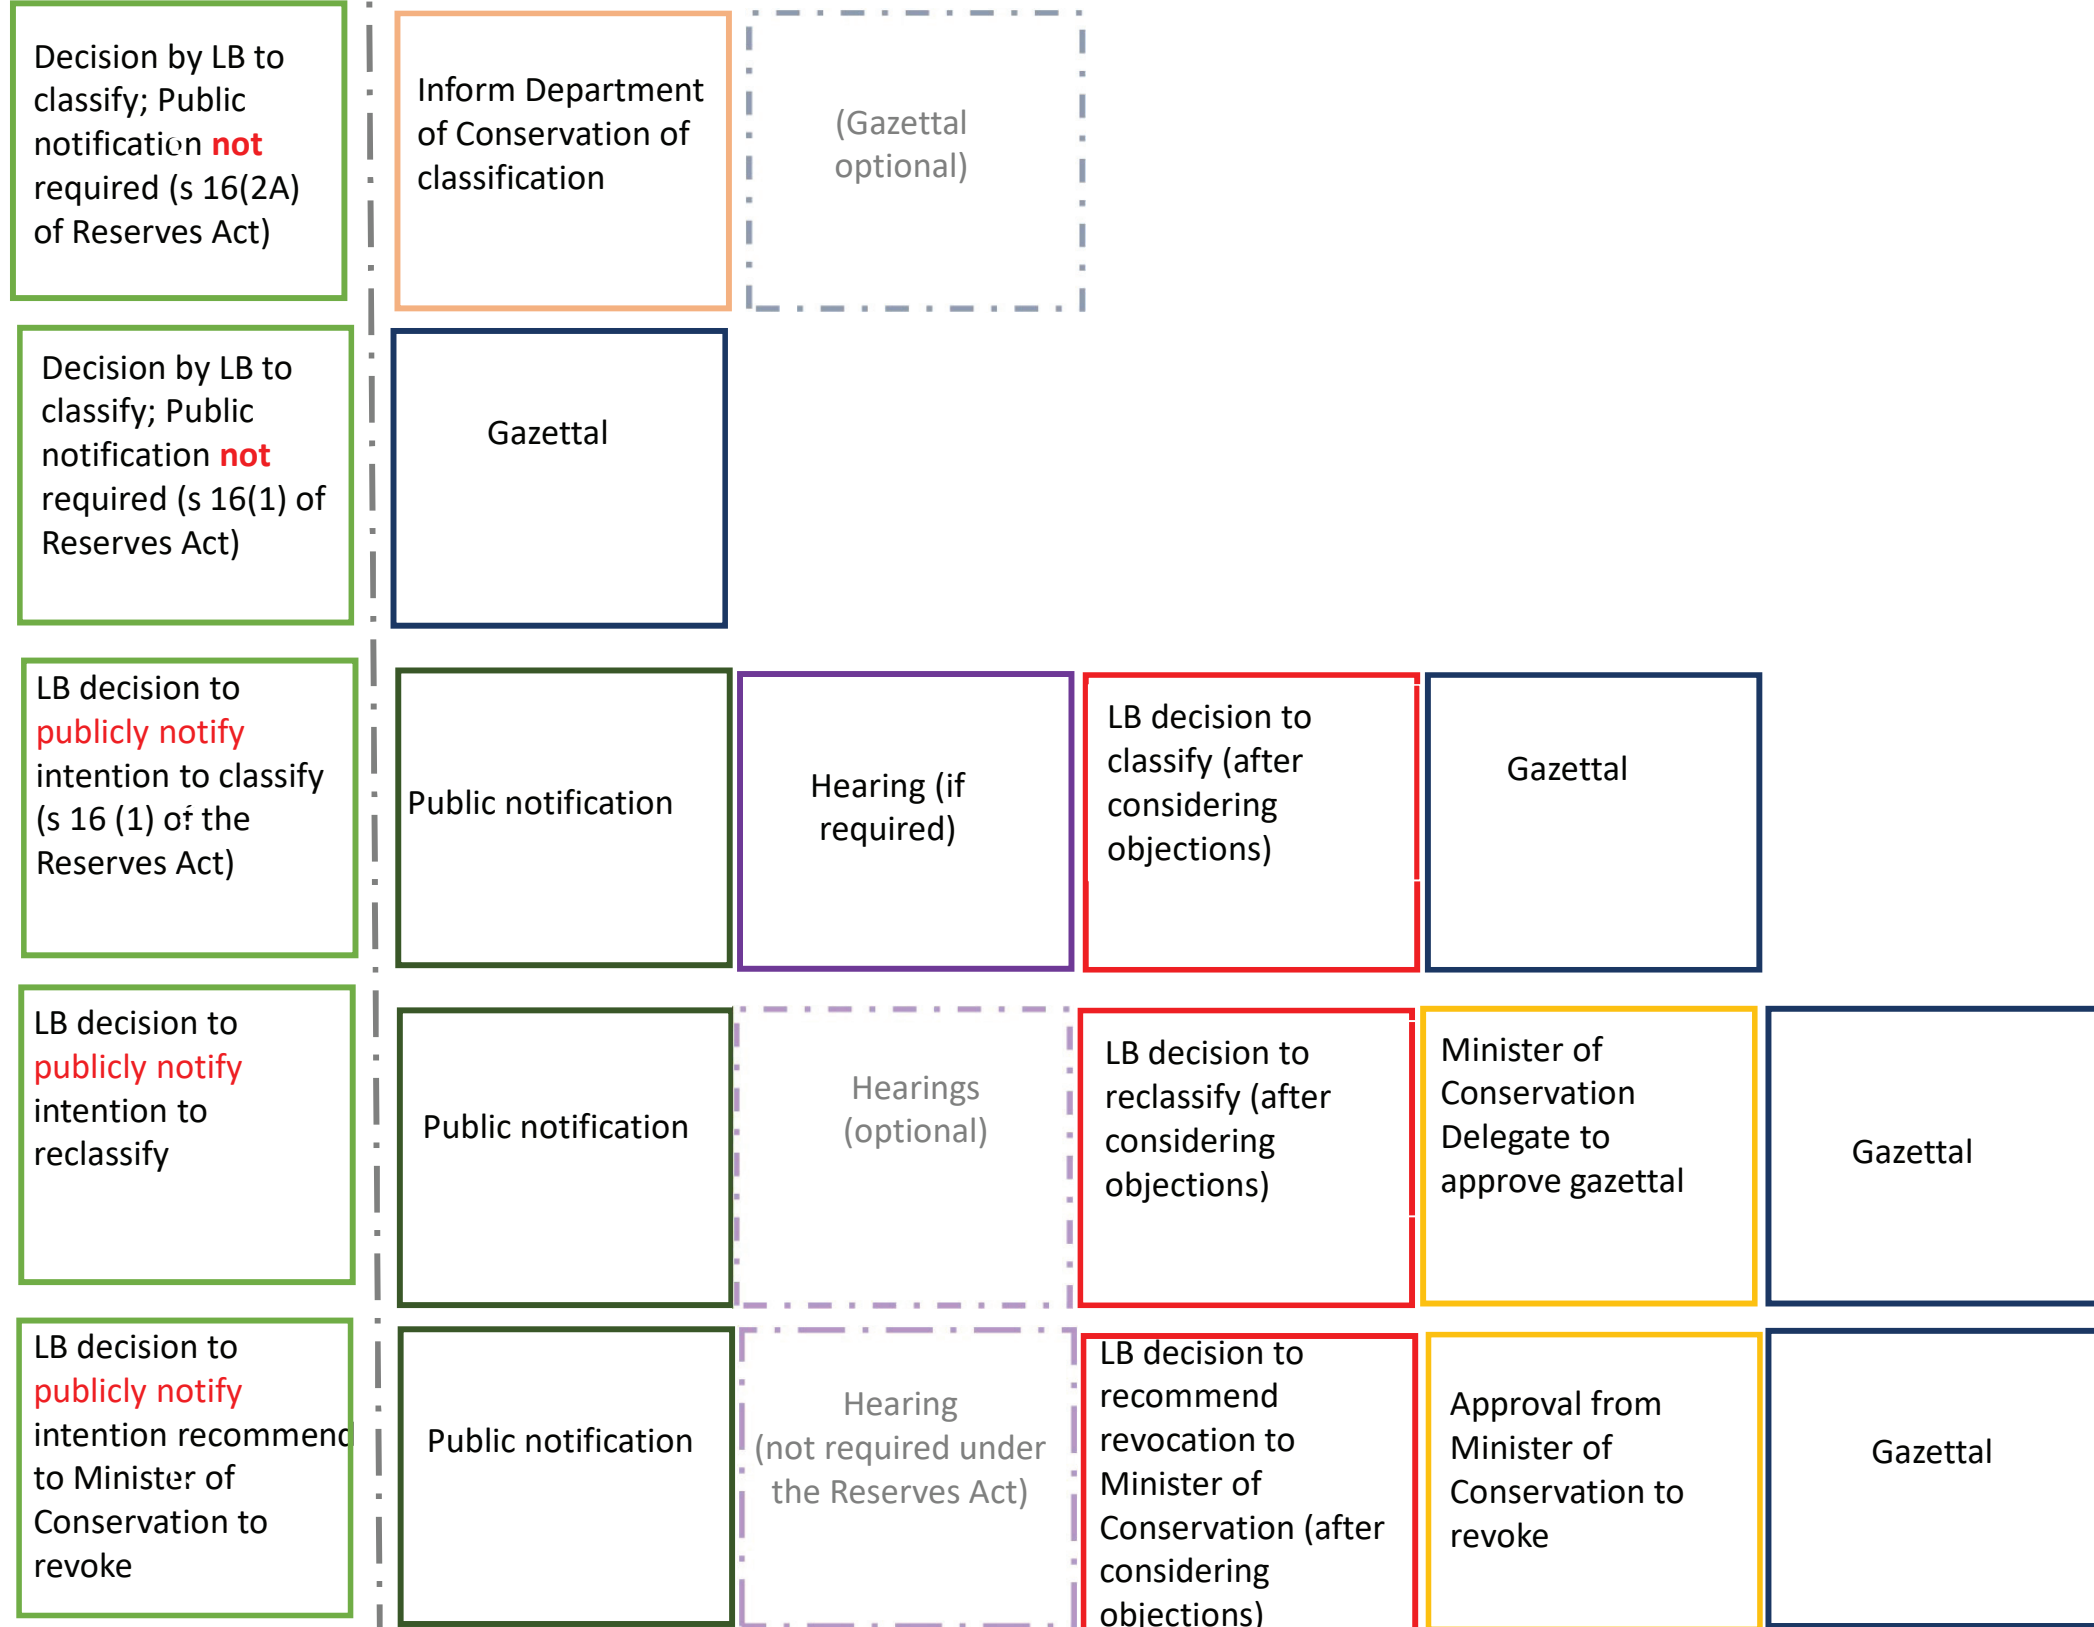 Decision by LB to
classify; Public
notification not
required (s 16(2A)
of Reserves Act)
Inform Department
of Conservation of
classification
(Gazettal
optional)
Decision by LB to
classify; Public
notification not
required (s 16(1) of
Reserves Act)
Gazettal
LB decision to
publicly notify
intention to classify
(s 16 (1) of the
Reserves Act)
Public notification
Hearing (if
required)
LB decision to
classify (after
considering
objections)
Gazettal
LB decision to
publicly notify
intention to
reclassify
Public notification
Hearings
(optional)
LB decision to
reclassify (after
considering
objections)
Minister of
Conservation
Delegate to
approve gazettal
Gazettal
LB decision to
publicly notify
intention recommend
to Minister of
Conservation to
revoke
Public notification
Hearing
(not required under
the Reserves Act)
LB decision to
recommend
revocation to
Minister of
Conservation (after
considering
objections)
Approval from
Minister of
Conservation to
revoke
Gazettal